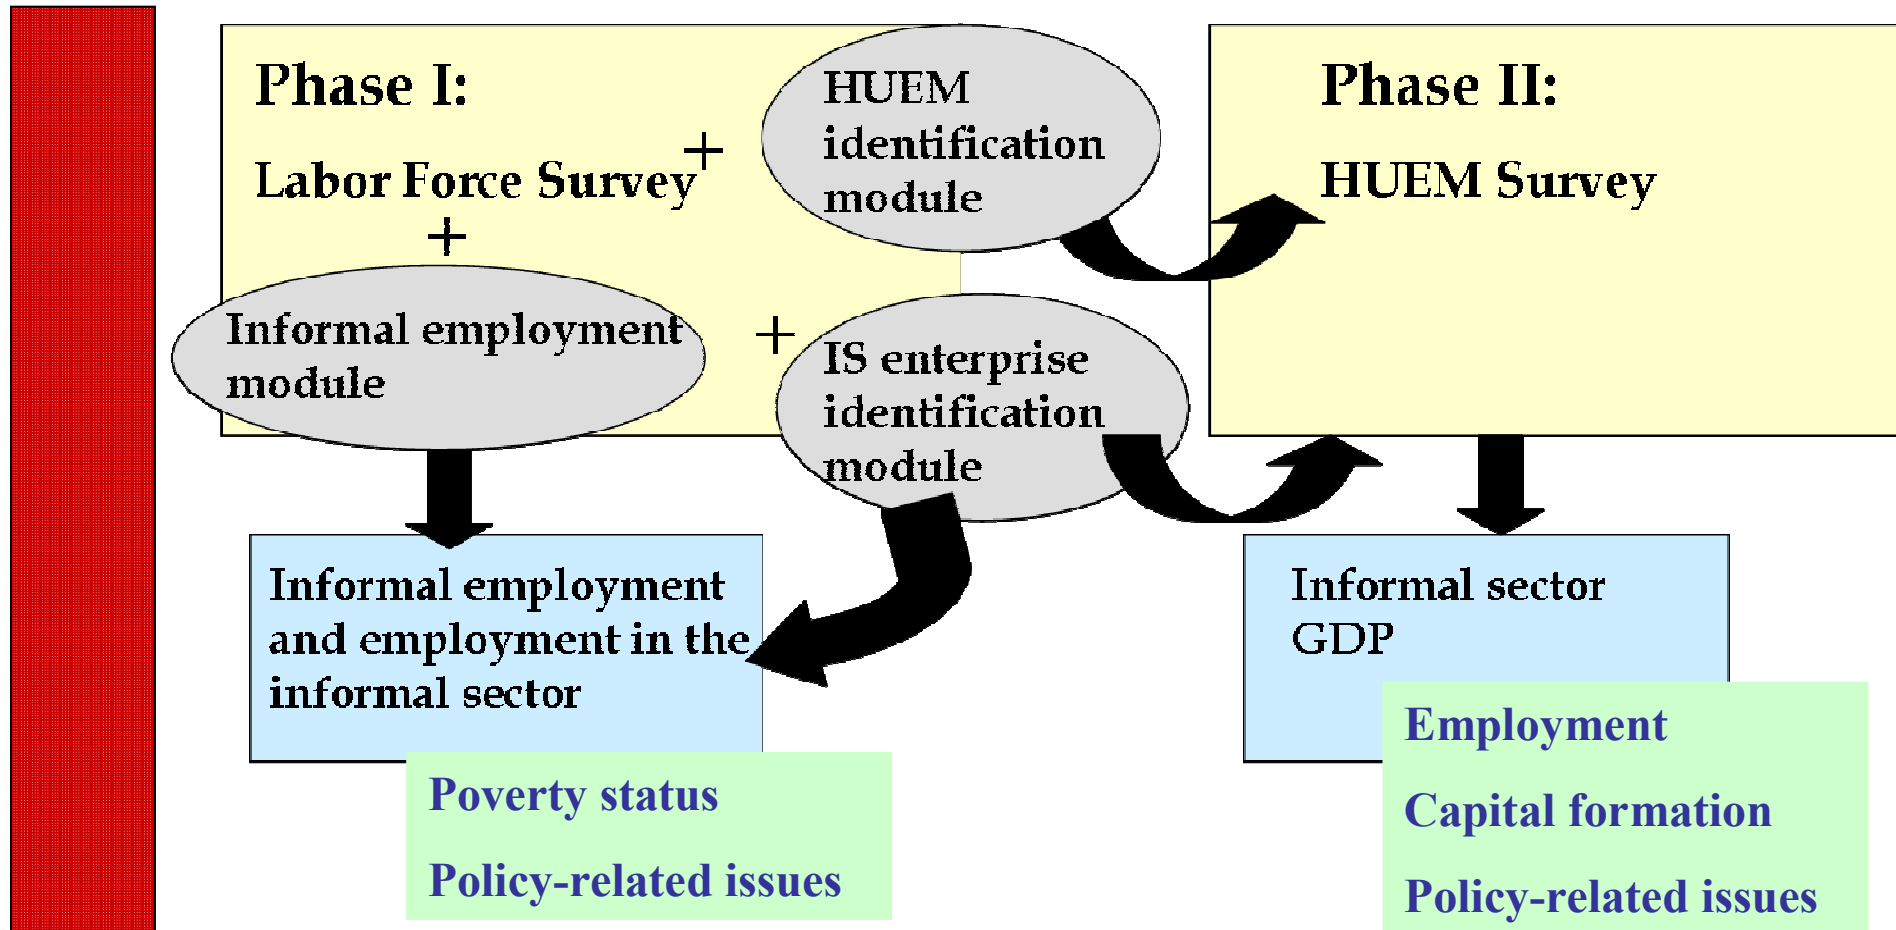 Phase I:
Labor Force Survey
+
+
HUEM
identification
module
Informal employment
module
+
IS enterprise
identification
module
Phase II:
HUEM Survey
Informal employment
and employment in the
informal sector
Poverty status
Policy-related issues
Informal sector
GDP
Employment
Capital formation
Policy-related issues